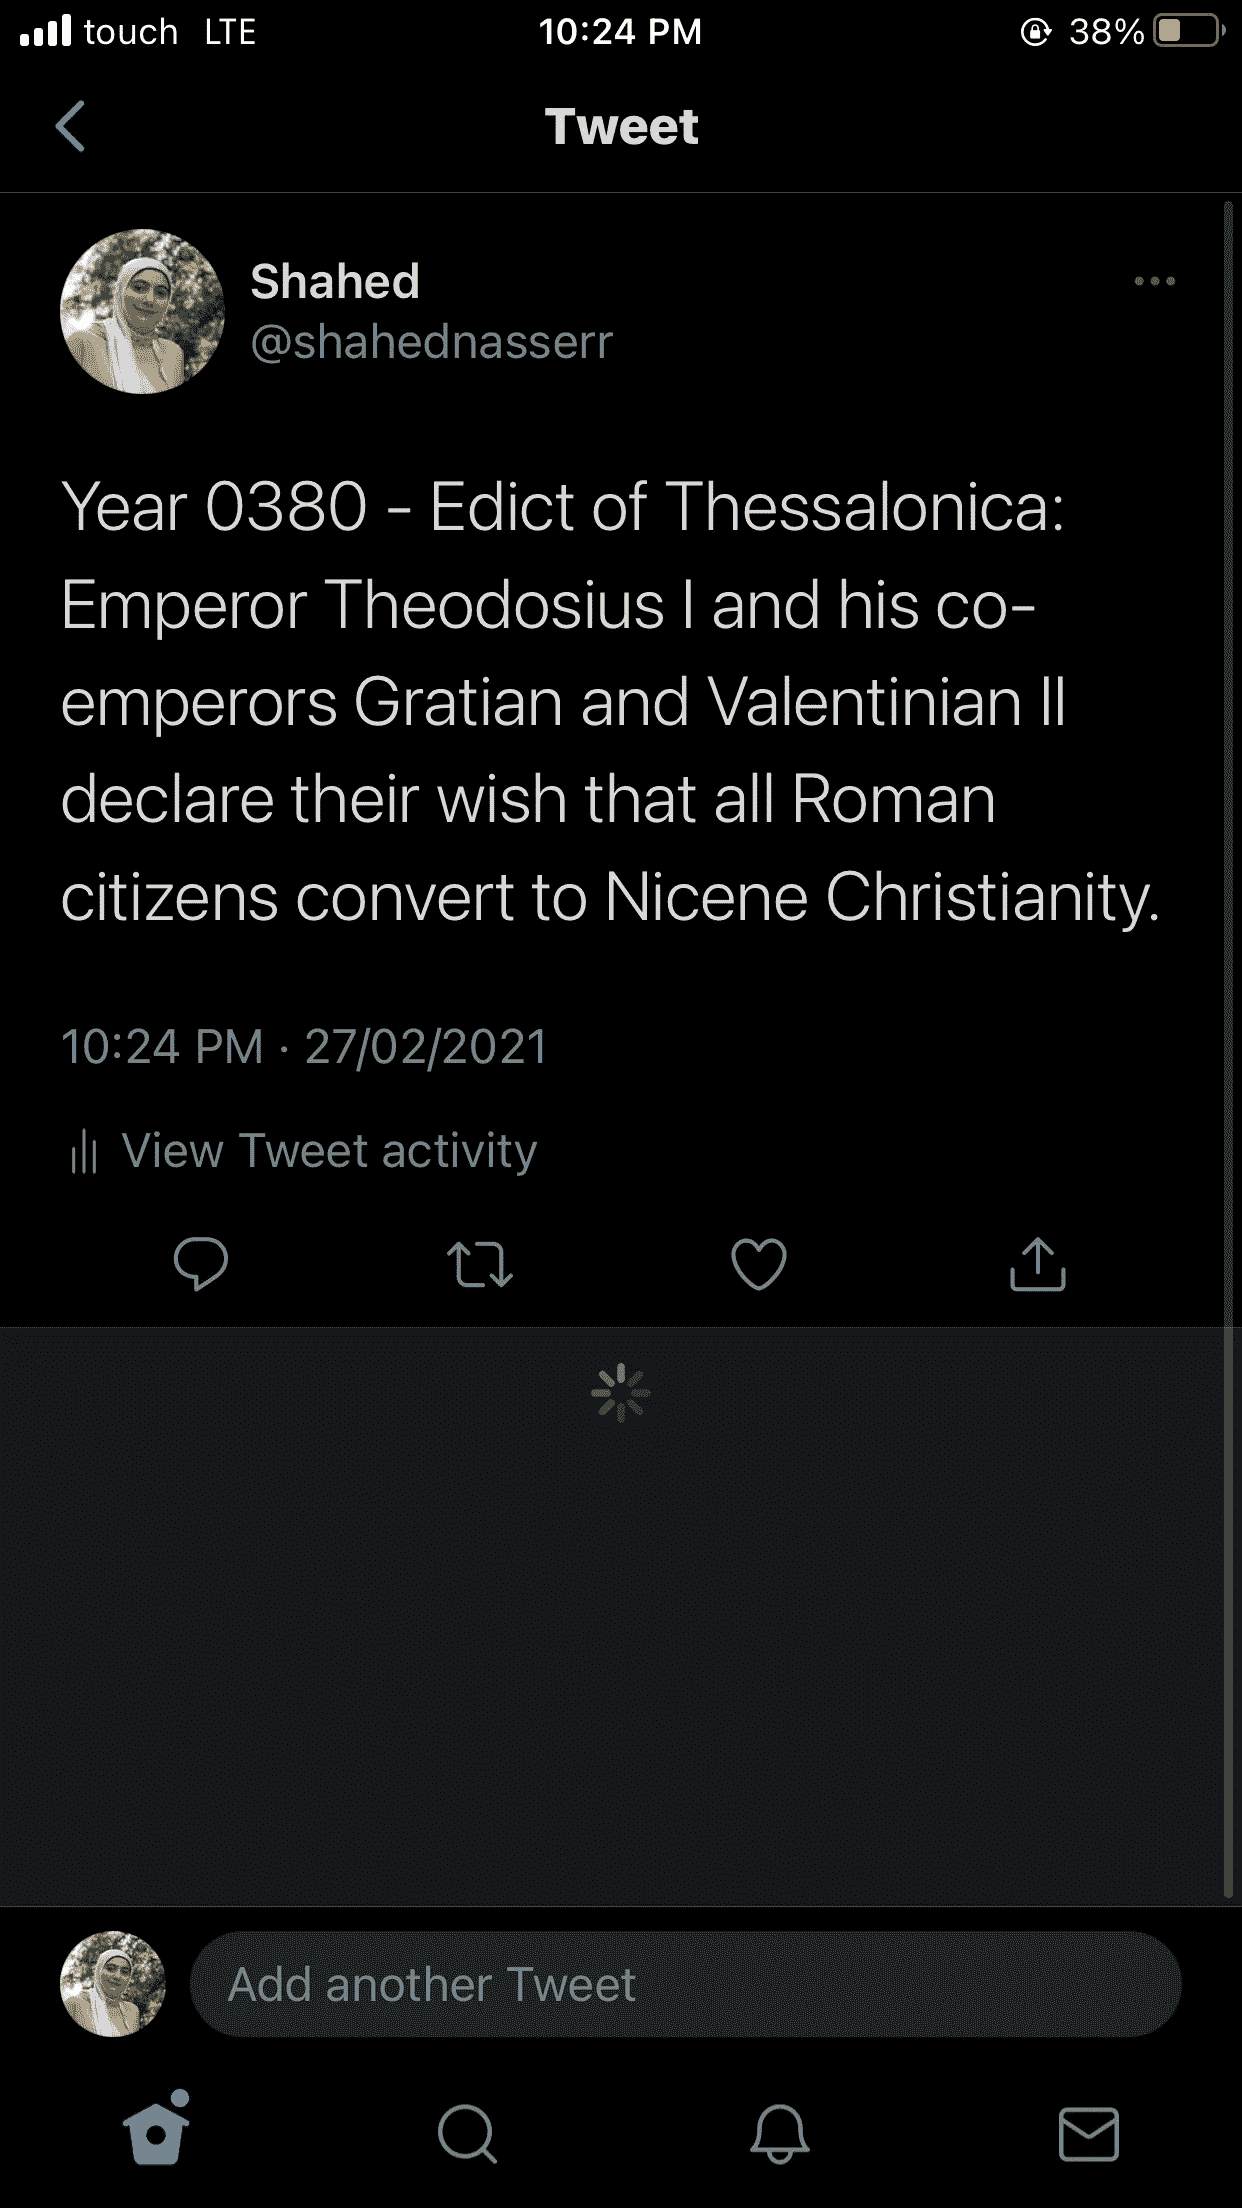 touch LTE 10:24 PM 38%
Tweet
Shahed
@shahednasserr
Year 0380 - Edict of Thessalonica:
Emperor Theodosius I and his co-
emperors Gratian and Valentinian II
declare their wish that all Roman
citizens convert to Nicene Christianity.
10:24 PM · 27/02/2021
View Tweet activity
Add another Tweet